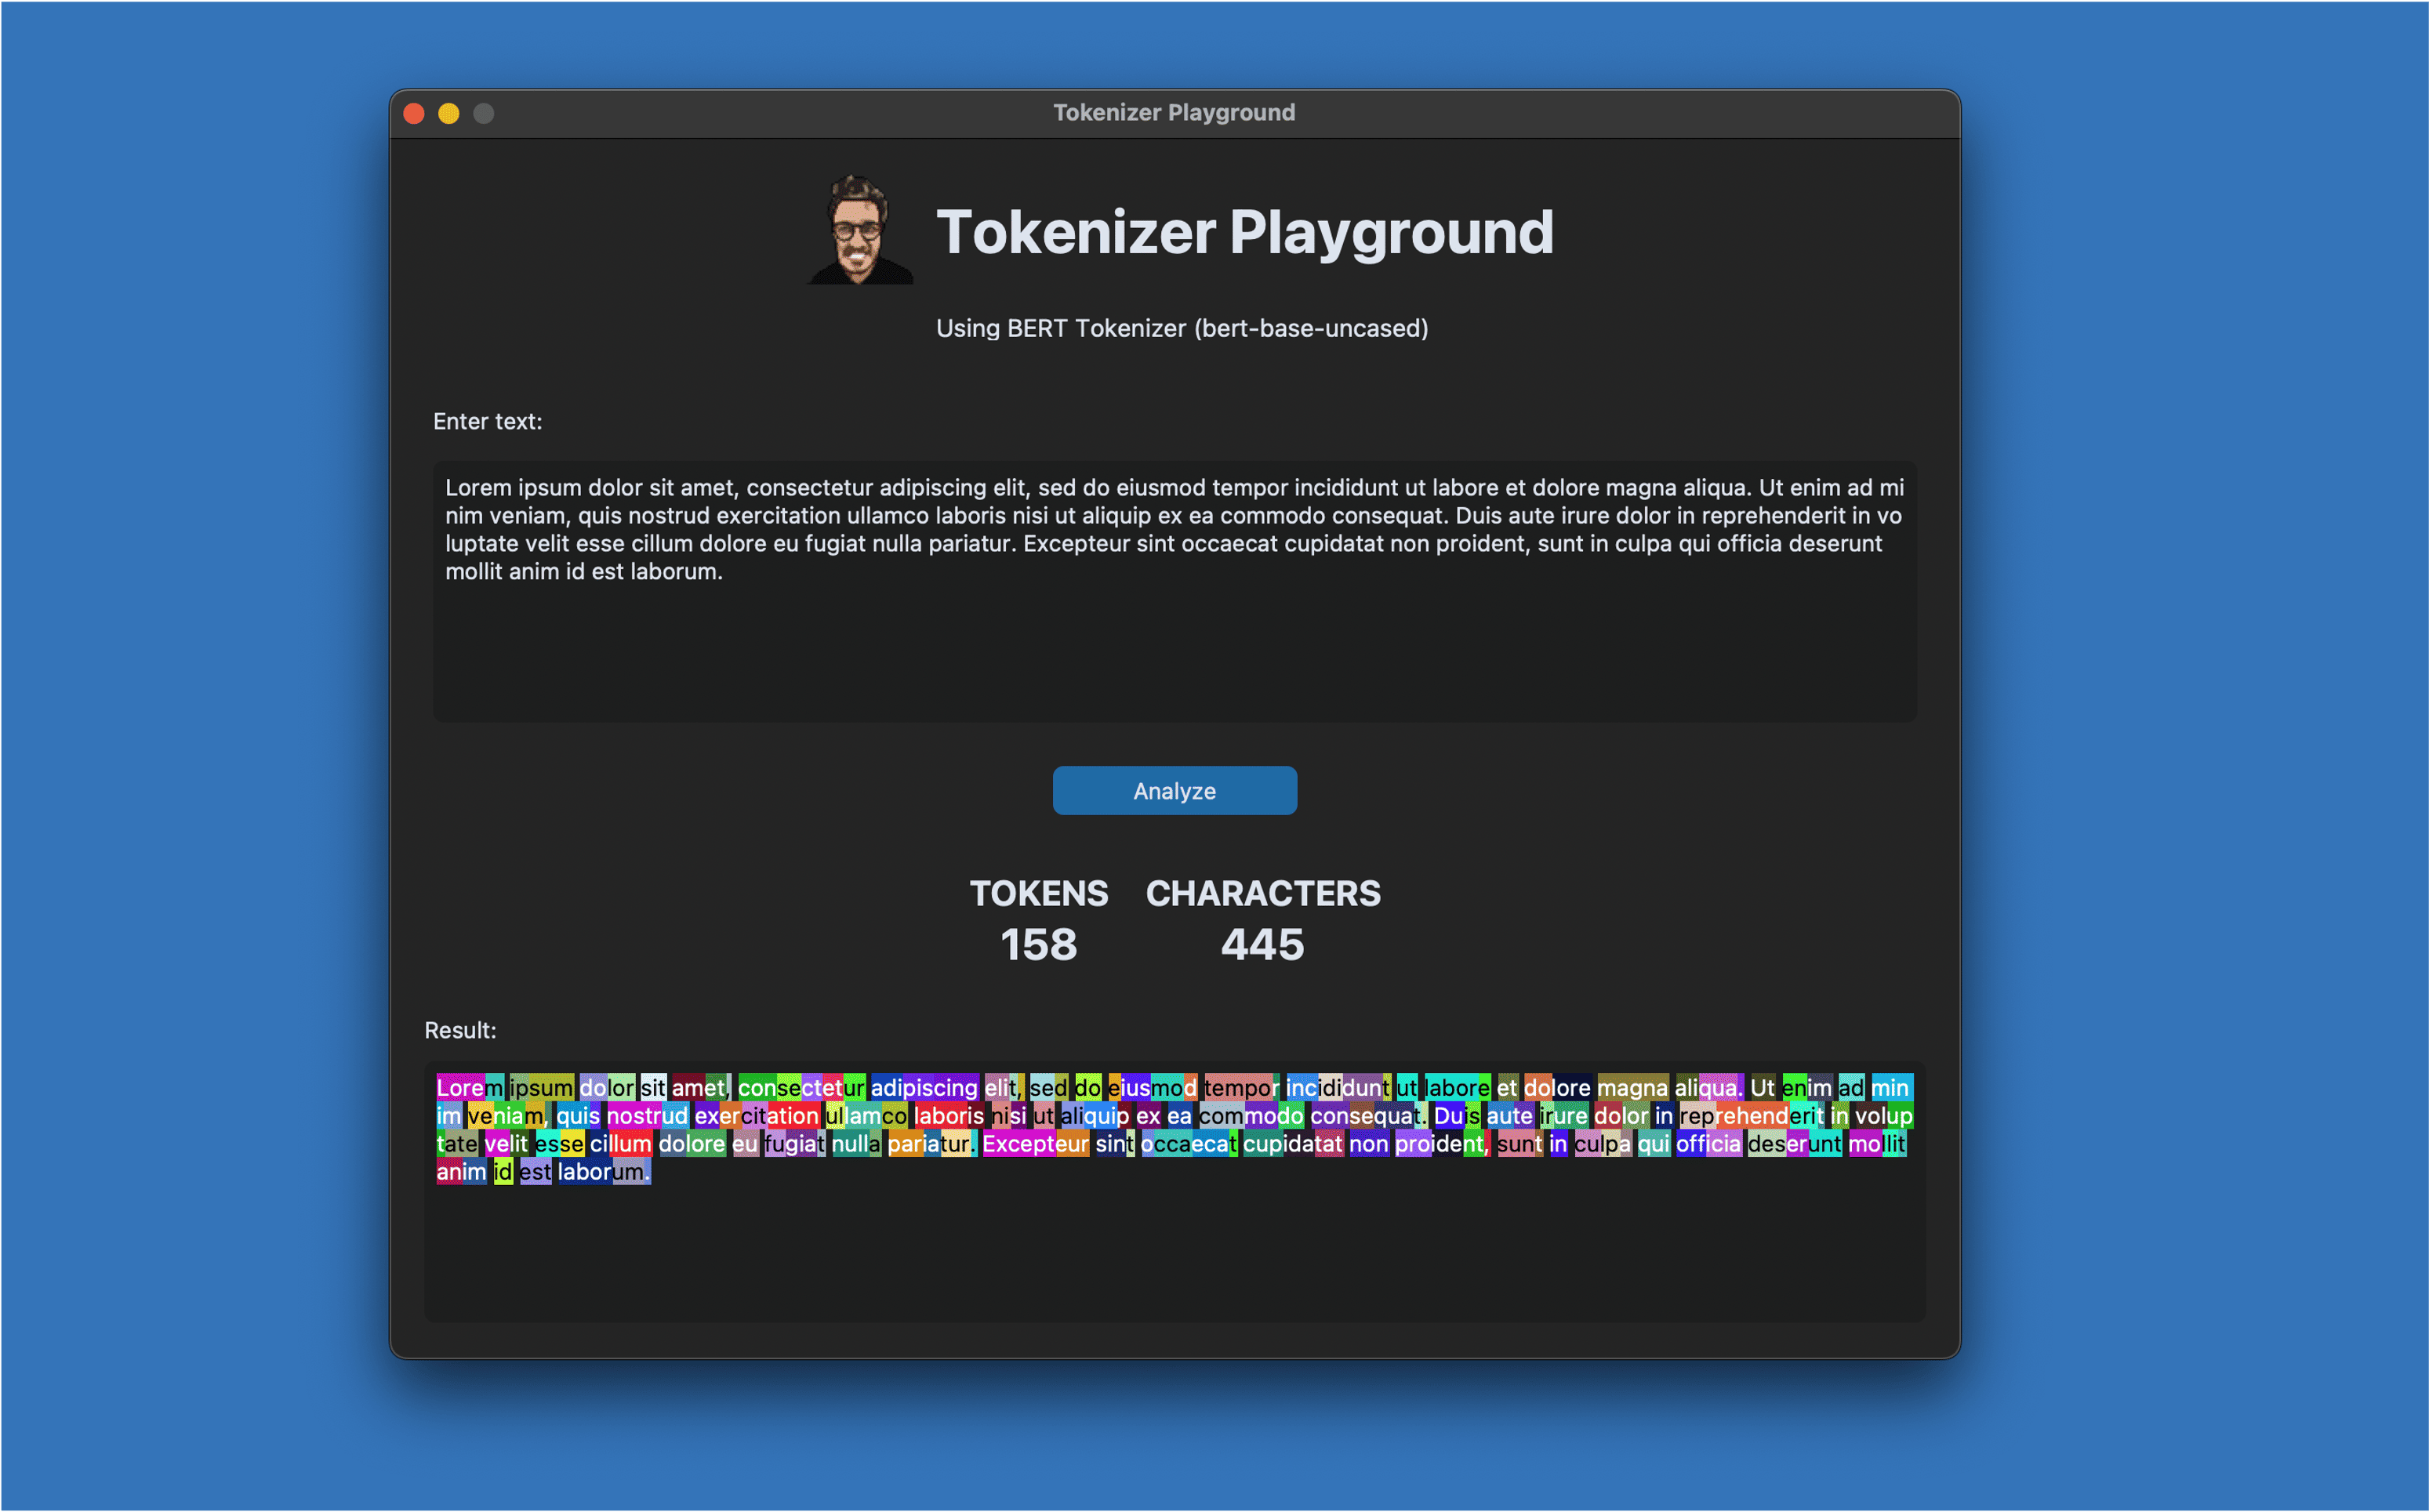 Tokenizer Playground
Tokenizer Playground
Using BERT Tokenizer (bert-base-uncased)
Enter text:
Lorem ipsum dolor sit amet, consectetur adipiscing elit, sed do eiusmod tempor incididunt ut labore et dolore magna aliqua. Ut enim ad mi
nim veniam, quis nostrud exercitation ullamco laboris nisi ut aliquip ex ea commodo consequat. Duis aute irure dolor in reprehenderit in vo
luptate velit esse cillum dolore eu fugiat nulla pariatur. Excepteur sint occaecat cupidatat non proident, sunt in culpa qui officia deserunt
mollit anim id est laborum.
Analyze
TOKENS CHARACTERS
158 445
Result:
Lorem ipsum dolor sit amet, consectetur adipiscing elit, sed do eiusmod tempor incididunt ut labore et dolore magna aliqua. Ut enim ad min
im veniam, quis nostrud exercitation ullamco laboris nisi ut aliquip ex ea commodo consequat. Duis aute irure dolor in reprehenderit in volup
tate velit esse cillum dolore eu fugiat nulla pariatur. Excepteur sint occaecat cupidatat non proident, sunt in culpa qui officia deserunt mollit
anim id est laborum.